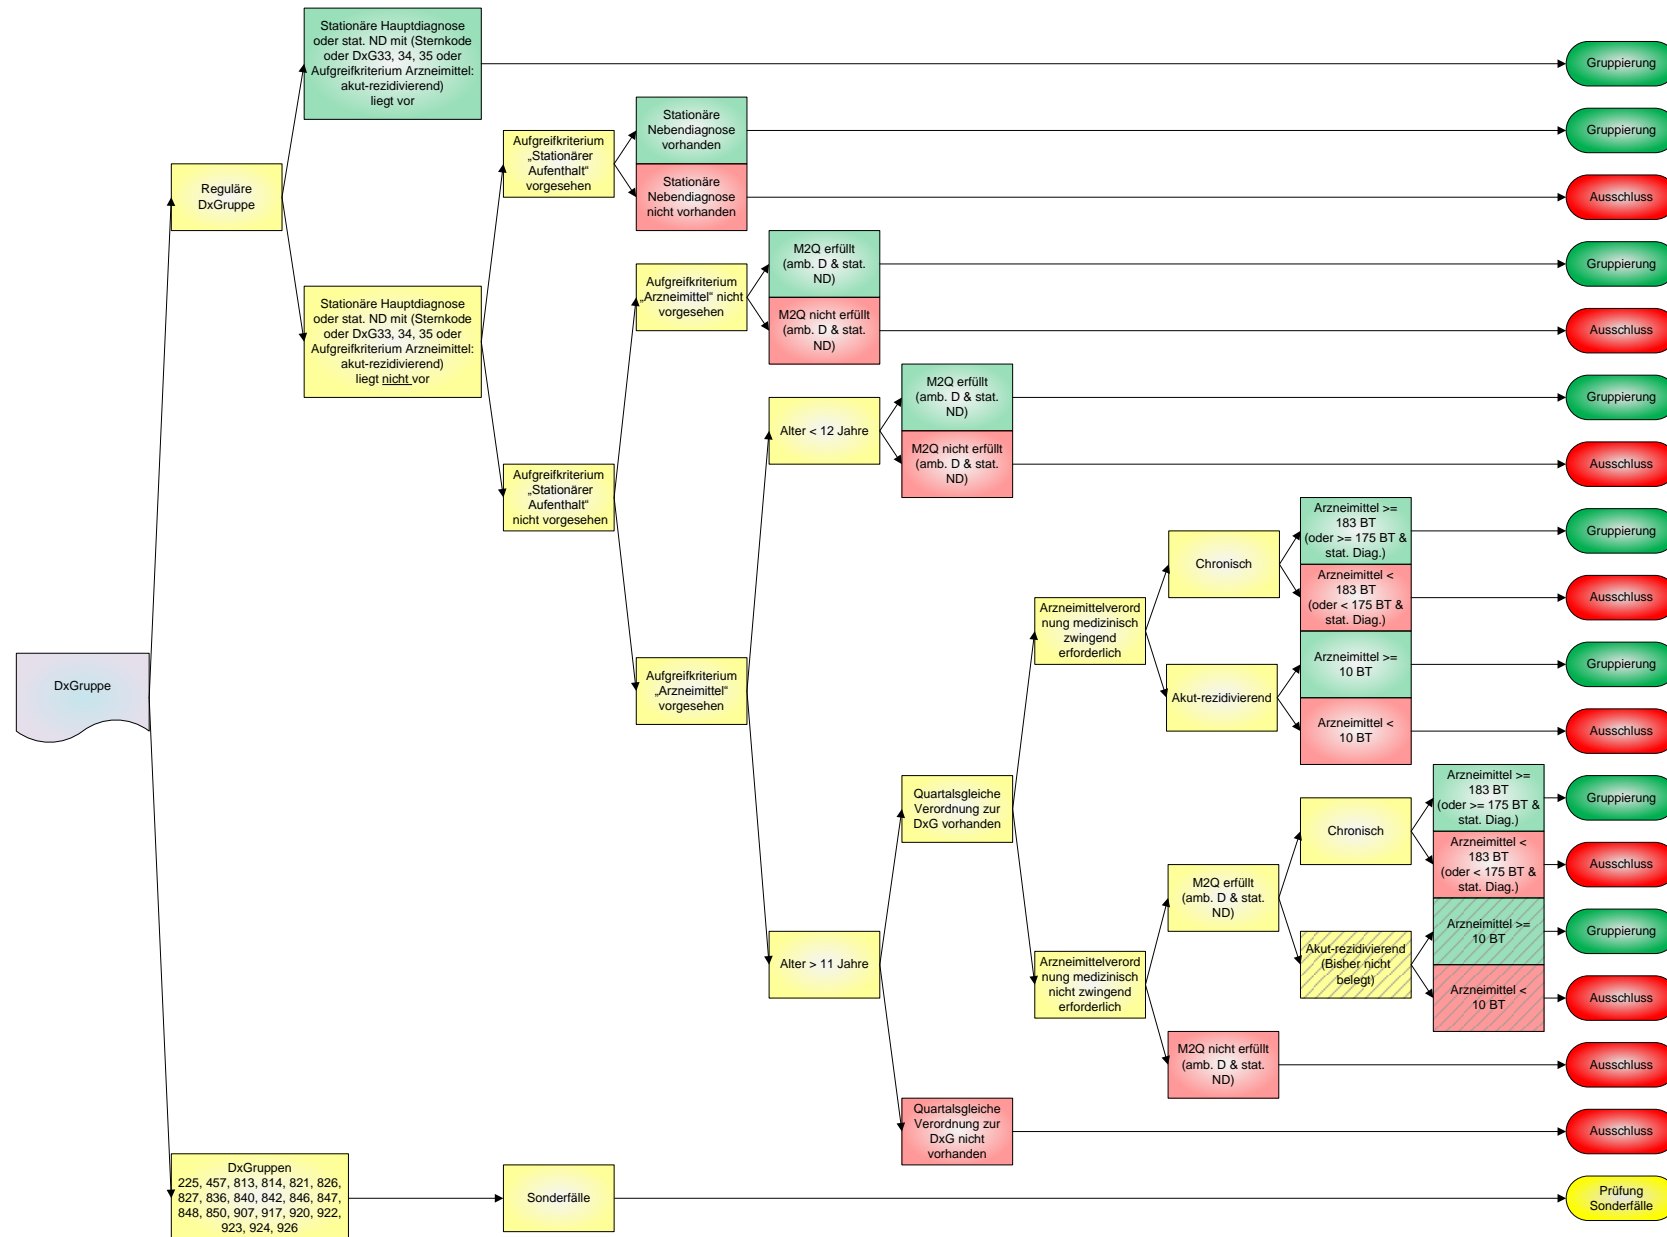 Stationäre Hauptdiagnose
oder stat. ND mit (Sternkode
oder DxG33, 34, 35 oder
Aufgreifkriterium Arzneimittel:
akut-rezidivierend)
liegt vor
Gruppierung
Stationäre
Nebendiagnose
vorhanden
Gruppierung
Aufgreifkriterium
„Stationärer
Aufenthalt“
vorgesehen
Reguläre
DxGruppe
Stationäre
Nebendiagnose
nicht vorhanden
Ausschluss
M2Q erfüllt
(amb. D & stat.
ND)
Gruppierung
Aufgreifkriterium
„Arzneimittel“ nicht
vorgesehen
Stationäre Hauptdiagnose
oder stat. ND mit (Sternkode
oder DxG33, 34, 35 oder
Aufgreifkriterium Arzneimittel:
akut-rezidivierend)
liegt nicht vor
M2Q nicht erfüllt
(amb. D & stat.
ND)
Ausschluss
M2Q erfüllt
(amb. D & stat.
ND)
Gruppierung
Alter < 12 Jahre
M2Q nicht erfüllt
(amb. D & stat.
ND)
Ausschluss
Aufgreifkriterium
„Stationärer
Aufenthalt“
nicht vorgesehen
Arzneimittel >=
183 BT
(oder >= 175 BT &
stat. Diag.)
Gruppierung
Chronisch
Arzneimittel <
183 BT
(oder < 175 BT &
stat. Diag.)
Ausschluss
Arzneimittelverord
nung medizinisch
zwingend
erforderlich
Arzneimittel >=
10 BT
Gruppierung
Akut-rezidivierend
Arzneimittel <
10 BT
Ausschluss
DxGruppe
Aufgreifkriterium
„Arzneimittel“
vorgesehen
Arzneimittel >=
183 BT
(oder >= 175 BT &
stat. Diag.)
Gruppierung
Quartalsgleiche
Verordnung zur
DxG vorhanden
Chronisch
Arzneimittel <
183 BT
(oder < 175 BT &
stat. Diag.)
Ausschluss
M2Q erfüllt
(amb. D & stat.
ND)
Arzneimittel >=
10 BT
Gruppierung
Alter > 11 Jahre
Akut-rezidivierend
(Bisher nicht
belegt)
Arzneimittelverord
nung medizinisch
nicht zwingend
erforderlich
Arzneimittel <
10 BT
Ausschluss
M2Q nicht erfüllt
(amb. D & stat.
ND)
Ausschluss
Quartalsgleiche
Verordnung zur
DxG nicht
vorhanden
Ausschluss
DxGruppen
225, 457, 813, 814, 821, 826,
827, 836, 840, 842, 846, 847,
848, 850, 907, 917, 920, 922,
923, 924, 926
Sonderfälle
Prüfung
Sonderfälle